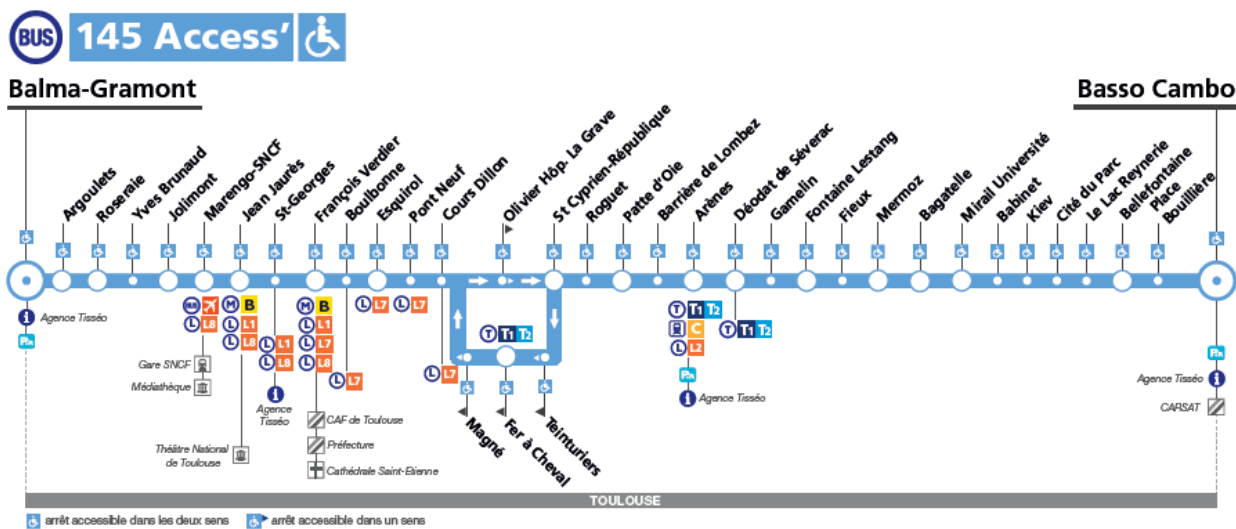 BUS 145 Access'
Balma-Gramont
Basso Cambo
Argoulets
Roseraie
Yves Brunaud
Jolimont
Marengo-SNCF
Jean Jaurès
St-Georges
François Verdier
Boulbonne
Esquirol
Pont Neuf
Cours Dillon
Olivier Hôp. La Grave
St Cyprien-République
Roguet
Patte d'Oie
Barrière de Lombez
Arènes
Déodat de Séverac
Gamelin
Fontaine Lestang
Fieux
Mermoz
Bagatelle
Mirail Université
Babinet
Kiev
Cité du Parc
Le Lac Reynerie
Bellefontaine
Place
Bouillière
i Agence Tisséo
P+R
BUS
L L8
Gare SNCF
Médiathèque
M B
L L1
L L8
Théâtre National
de Toulouse
L L1
L L8
i
Agence
Tisséo
M B
L L1
L L7
L L8
CAF de Toulouse
Préfecture
Cathédrale Saint-Etienne
L L7
L L7
L L7
L L7
T T1 T2
Magné
Fer à Cheval
Teinturiers
T T1 T2
C
L L2
P+R
i Agence Tisséo
T T1 T2
P+R
Agence Tisséo i
CARSAT
TOULOUSE
arrêt accessible dans les deux sens
arrêt accessible dans un sens